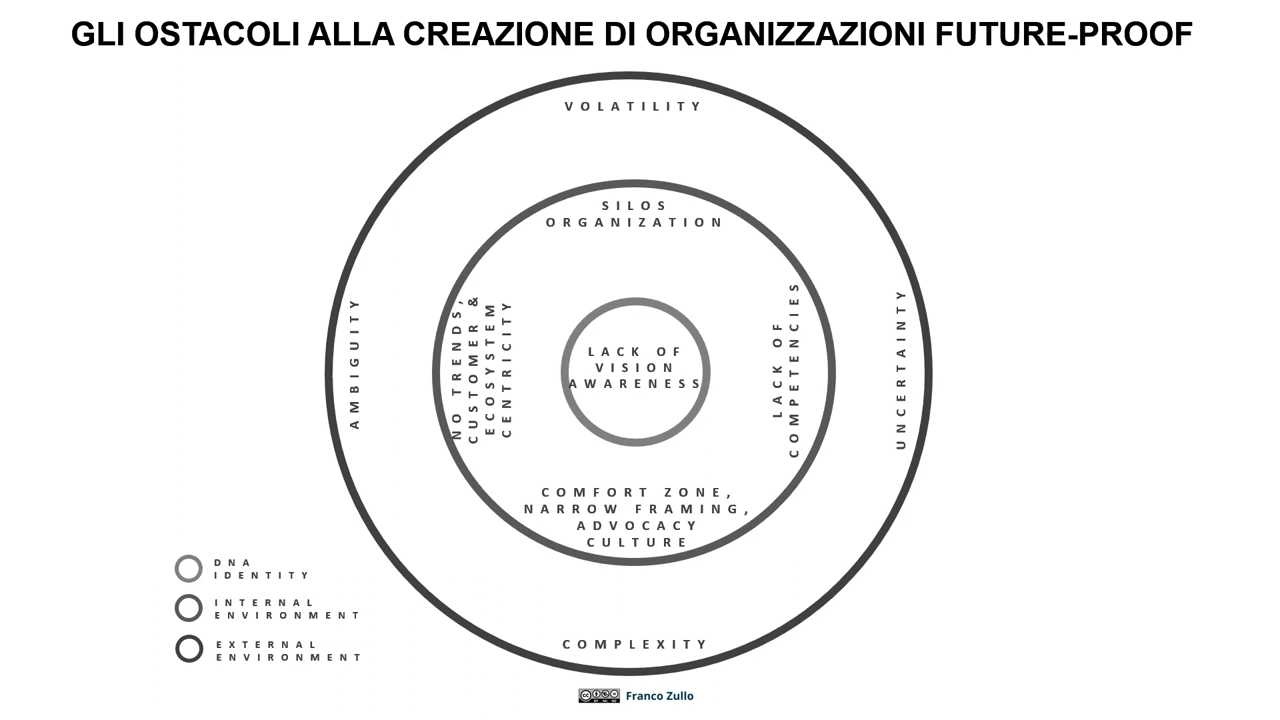 GLI OSTACOLI ALLA CREAZIONE DI ORGANIZZAZIONI FUTURE-PROOF
VOLATILITY
SILOS
ORGANIZATION
AMBIGUITY
NO TRENDS,
CUSTOMER &
ECOSYSTEM
CENTRICITY
LACK OF
VISION
AWARENESS
LACK OF
COMPETENCIES
UNCERTAINTY
COMFORT ZONE,
NARROW FRAMING,
ADVOCACY
CULTURE
DNA
IDENTITY
INTERNAL
ENVIRONMENT
EXTERNAL
ENVIRONMENT
COMPLEXITY
Franco Zullo